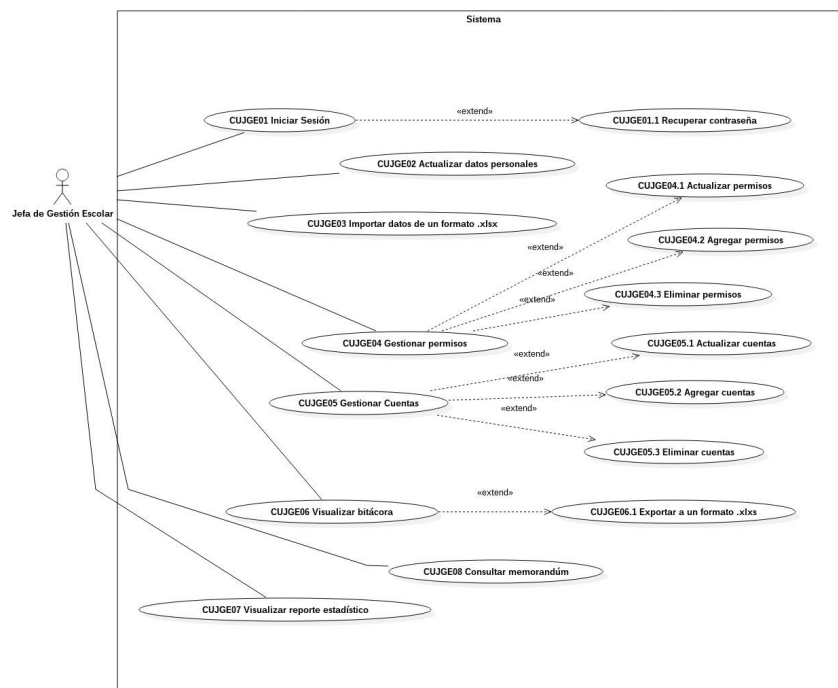 Sistema
CUJGE01 Iniciar Sesión
«extend»
CUJGE01.1 Recuperar contraseña
CUJGE02 Actualizar datos personales
CUJGE04.1 Actualizar permisos
Jefa de Gestión Escolar
CUJGE03 Importar datos de un formato .xlsx
«extend»
CUJGE04.2 Agregar permisos
«extend»
CUJGE04.3 Eliminar permisos
«extend»
CUJGE04 Gestionar permisos
CUJGE05.1 Actualizar cuentas
«extend»
«extend»
CUJGE05.2 Agregar cuentas
CUJGE05 Gestionar Cuentas
«extend»
CUJGE05.3 Eliminar cuentas
«extend»
CUJGE06 Visualizar bitácora
CUJGE06.1 Exportar a un formato .xlxs
CUJGE08 Consultar memorandúm
CUJGE07 Visualizar reporte estadístico